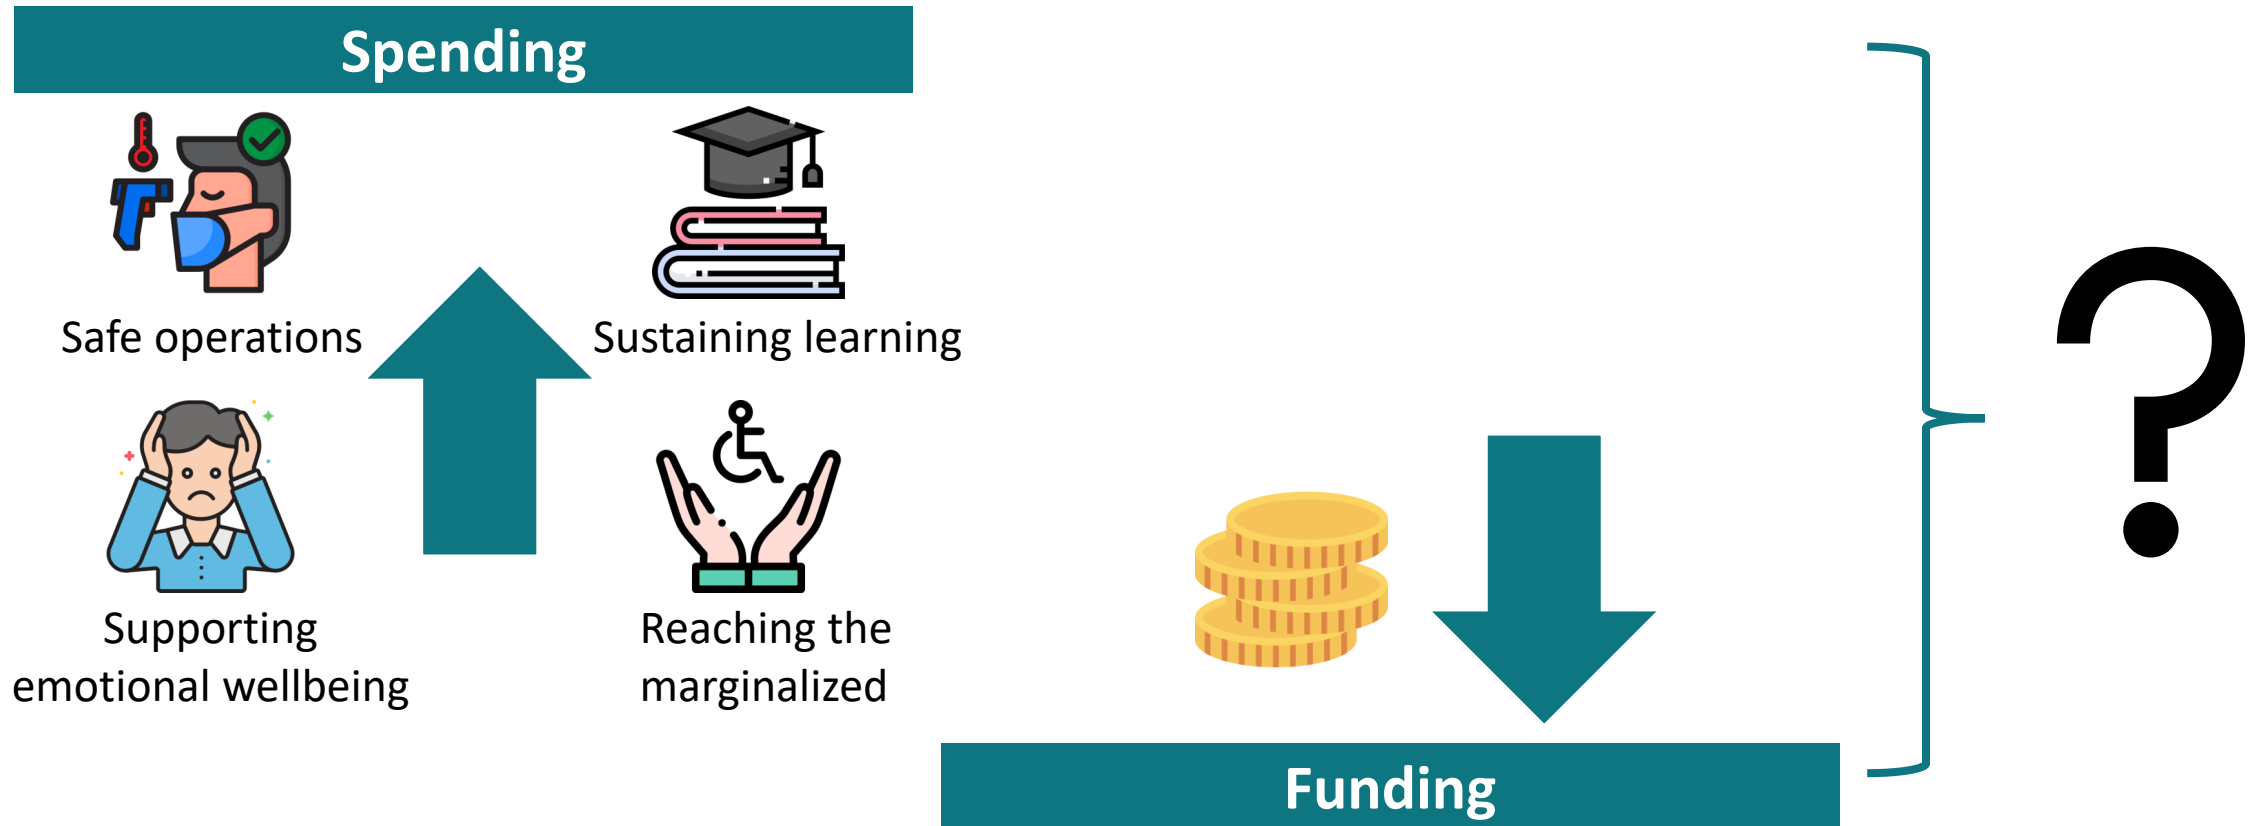 Spending
Safe operations
Sustaining learning
Supporting
emotional wellbeing
Reaching the
marginalized
Funding
?